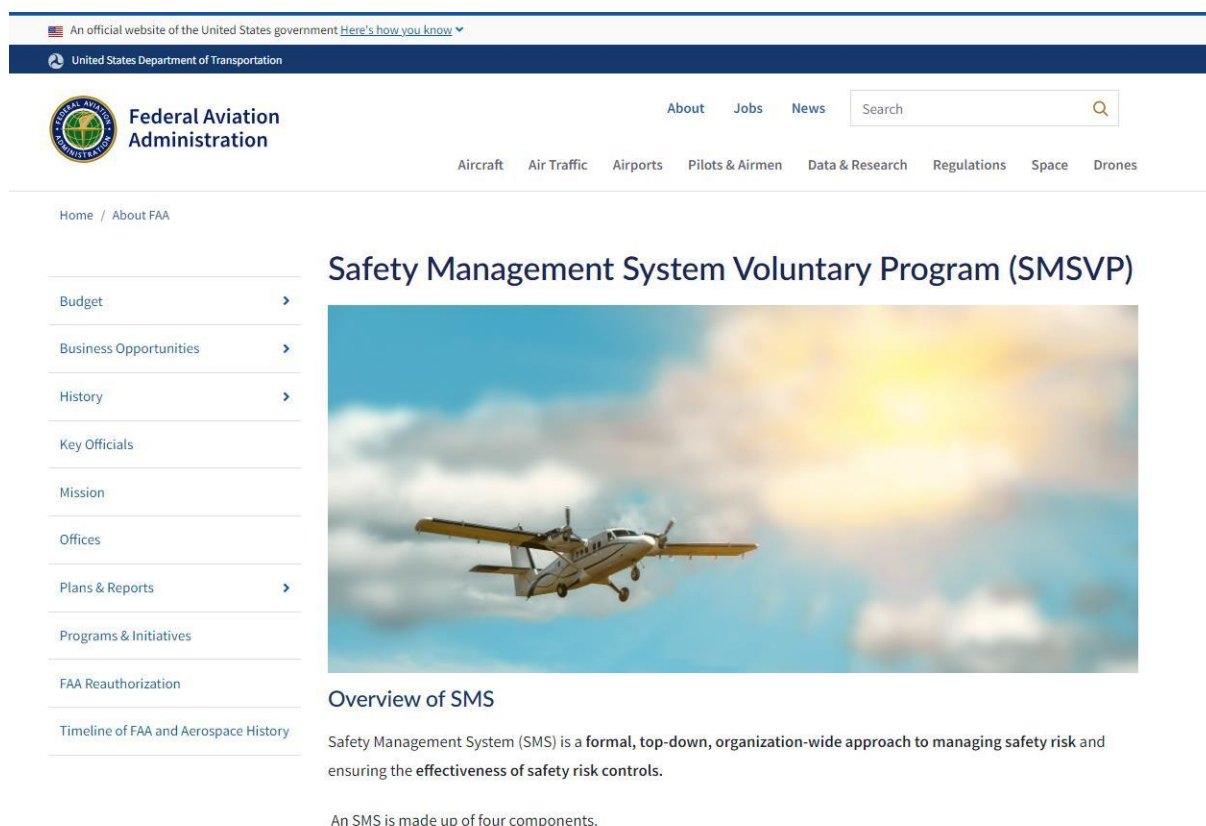 An official website of the United States government Here's how you know
United States Department of Transportation
FEDERAL AVIATION ADMINISTRATION
Federal Aviation
Administration
About Jobs News Search
Aircraft Air Traffic Airports Pilots & Airmen Data & Research Regulations Space Drones
Home / About FAA
Safety Management System Voluntary Program (SMSVP)
Budget
Business Opportunities
History
Key Officials
Mission
Offices
Plans & Reports
Programs & Initiatives
FAA Reauthorization
Timeline of FAA and Aerospace History
Overview of SMS
Safety Management System (SMS) is a formal, top-down, organization-wide approach to managing safety risk and
ensuring the effectiveness of safety risk controls.
An SMS is made up of four components.